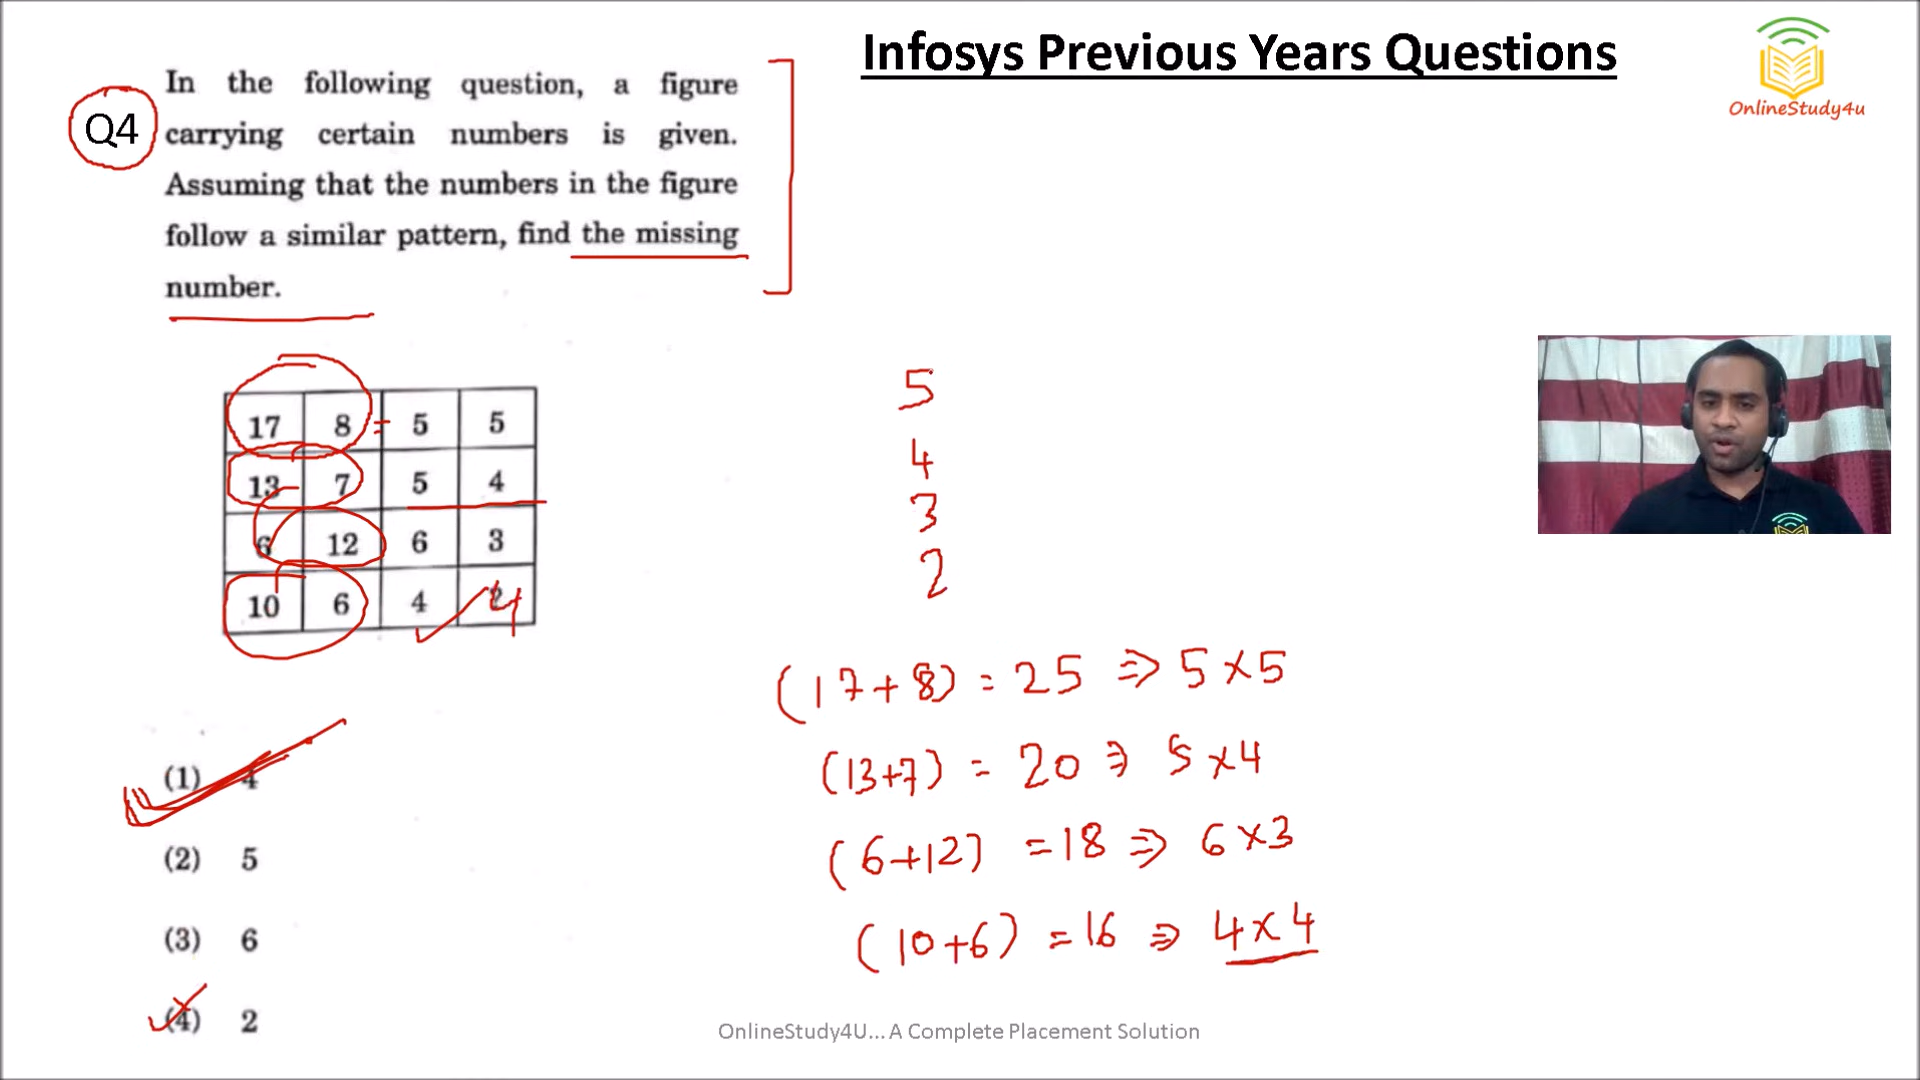 Infosys Previous Years Questions
OnlineStudy4u
Q4
In the following question, a figure
carrying certain numbers is given.
Assuming that the numbers in the figure
follow a similar pattern, find the missing
number.
17 8 = 5 5
13 7 5 4
6 12 6 3
10 6 4 4
(1) 4
(2) 5
(3) 6
(4) 2
5
4
3
2
(17+8) = 25 ⇒ 5×5
(13+7) = 20 ⇒ 5×4
(6+12) = 18 ⇒ 6×3
(10+6) = 16 ⇒ 4×4
OnlineStudy4U... A Complete Placement Solution